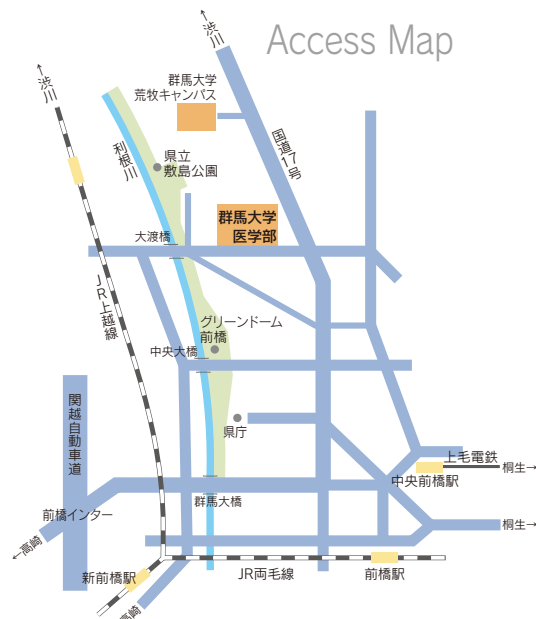 Access Map
←渋川
←渋川
群馬大学
荒牧キャンパス
国道17号
利根川
県立
敷島公園
群馬大学
医学部
大渡橋
JR上越線
グリーンドーム
前橋
中央大橋
関越自動車道
県庁
上毛電鉄
桐生→
中央前橋駅
群馬大橋
前橋インター
桐生→
←高崎
新前橋駅
JR両毛線
前橋駅
高崎